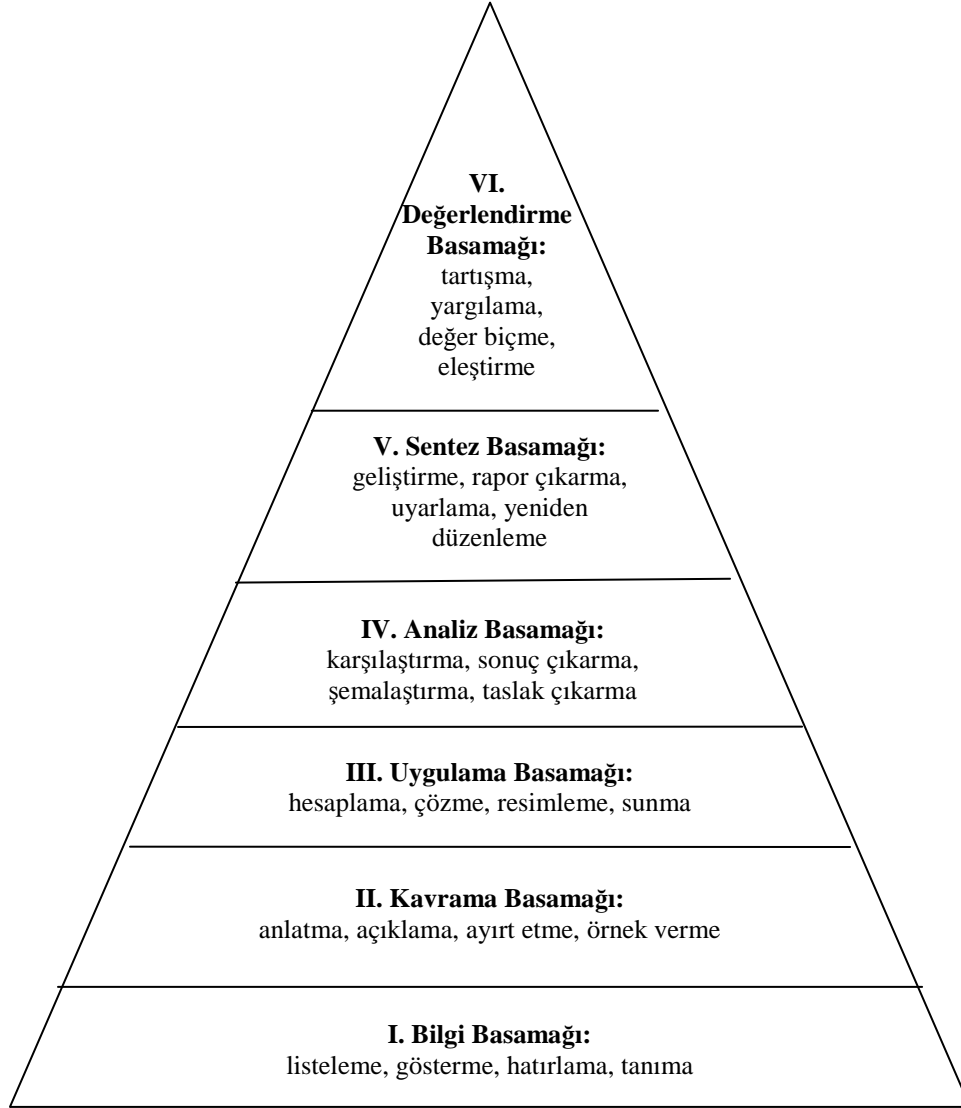 VI.
Değerlendirme
Basamağı:
tartışma,
yargılama,
değer biçme,
eleştirme
V. Sentez Basamağı:
geliştirme, rapor çıkarma,
uyarlama, yeniden
düzenleme
IV. Analiz Basamağı:
karşılaştırma, sonuç çıkarma,
şemalaştırma, taslak çıkarma
III. Uygulama Basamağı:
hesaplama, çözme, resimleme, sunma
II. Kavrama Basamağı:
anlatma, açıklama, ayırt etme, örnek verme
I. Bilgi Basamağı:
listeleme, gösterme, hatırlama, tanıma